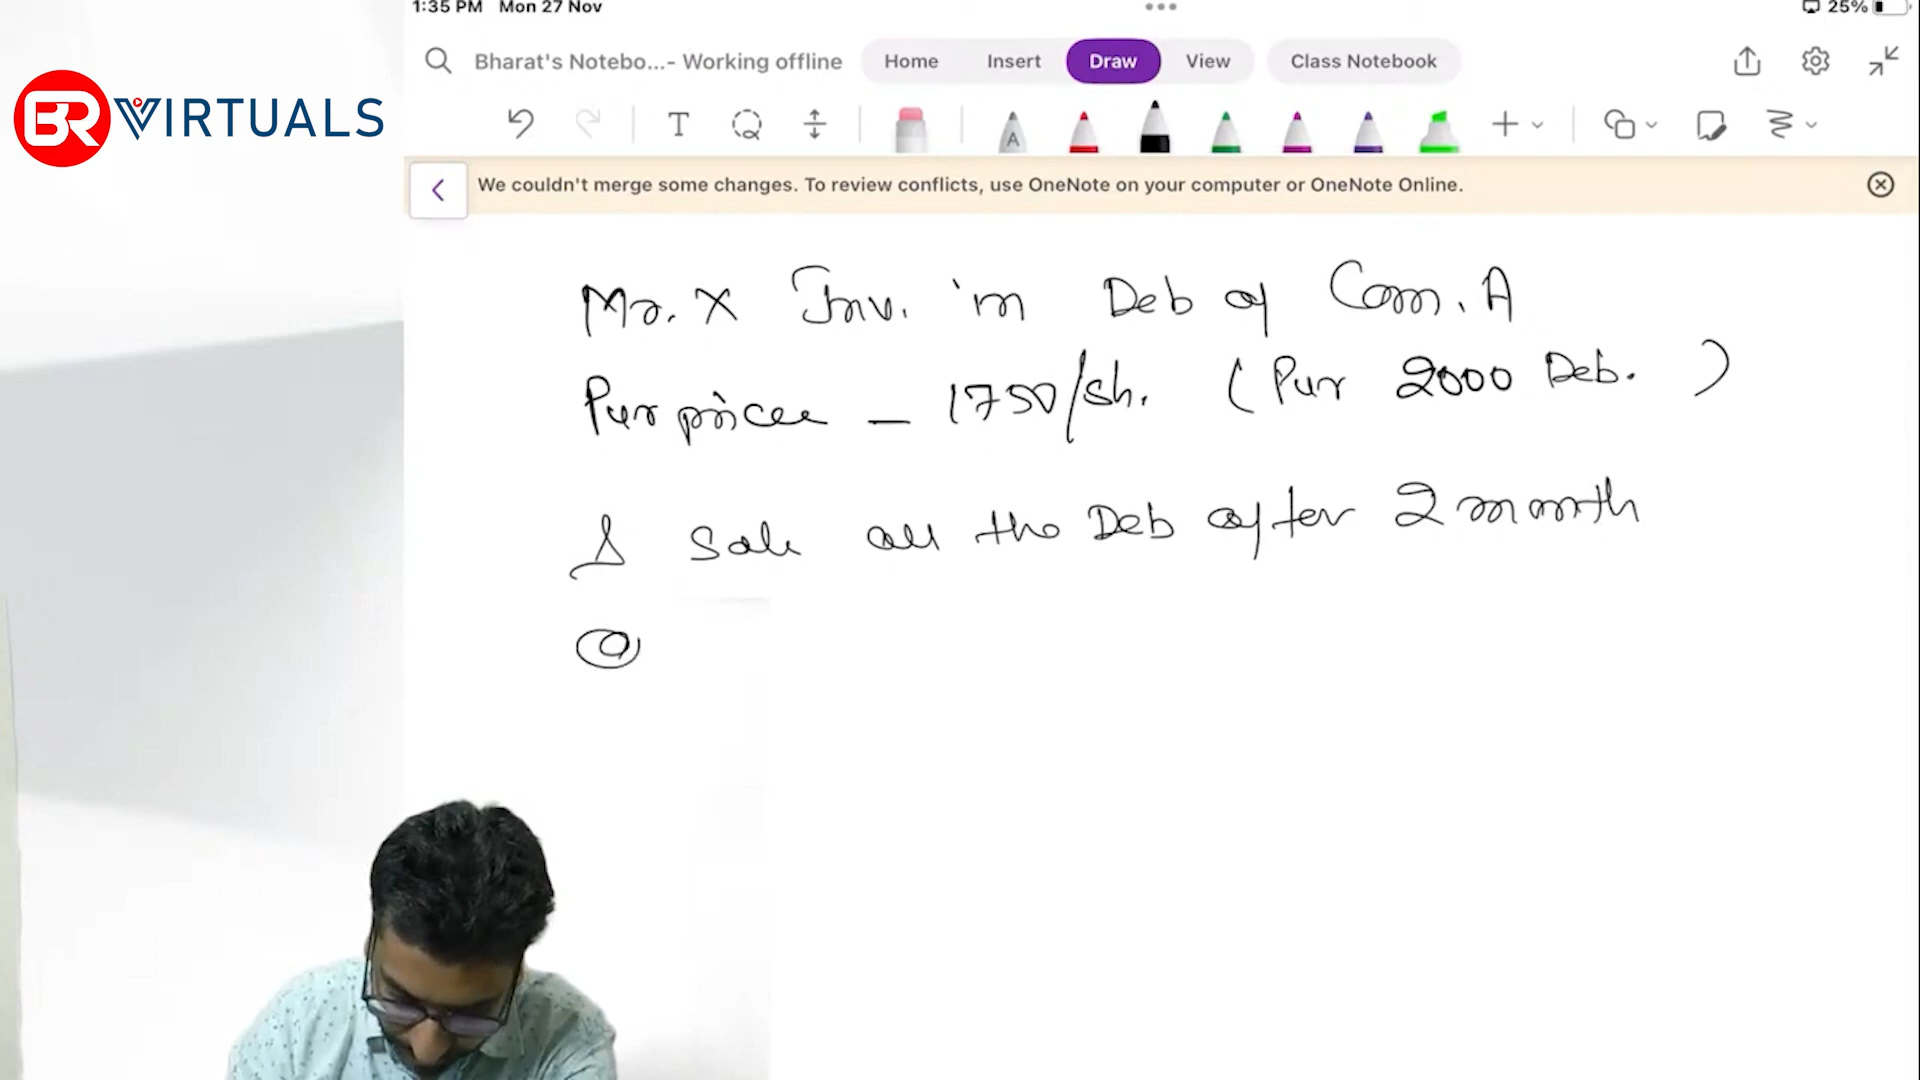 1:35 PM Mon 27 Nov 25%
BR VIRTUALS
Bharat's Notebo...- Working offline Home Insert Draw View Class Notebook
T A
We couldn't merge some changes. To review conflicts, use OneNote on your computer or OneNote Online.
Mr. X Inv. in Deb of Com. A
Pur price - 1750/sh. (Pur 2000 Deb. )
& Sale all the Deb after 2 month
@